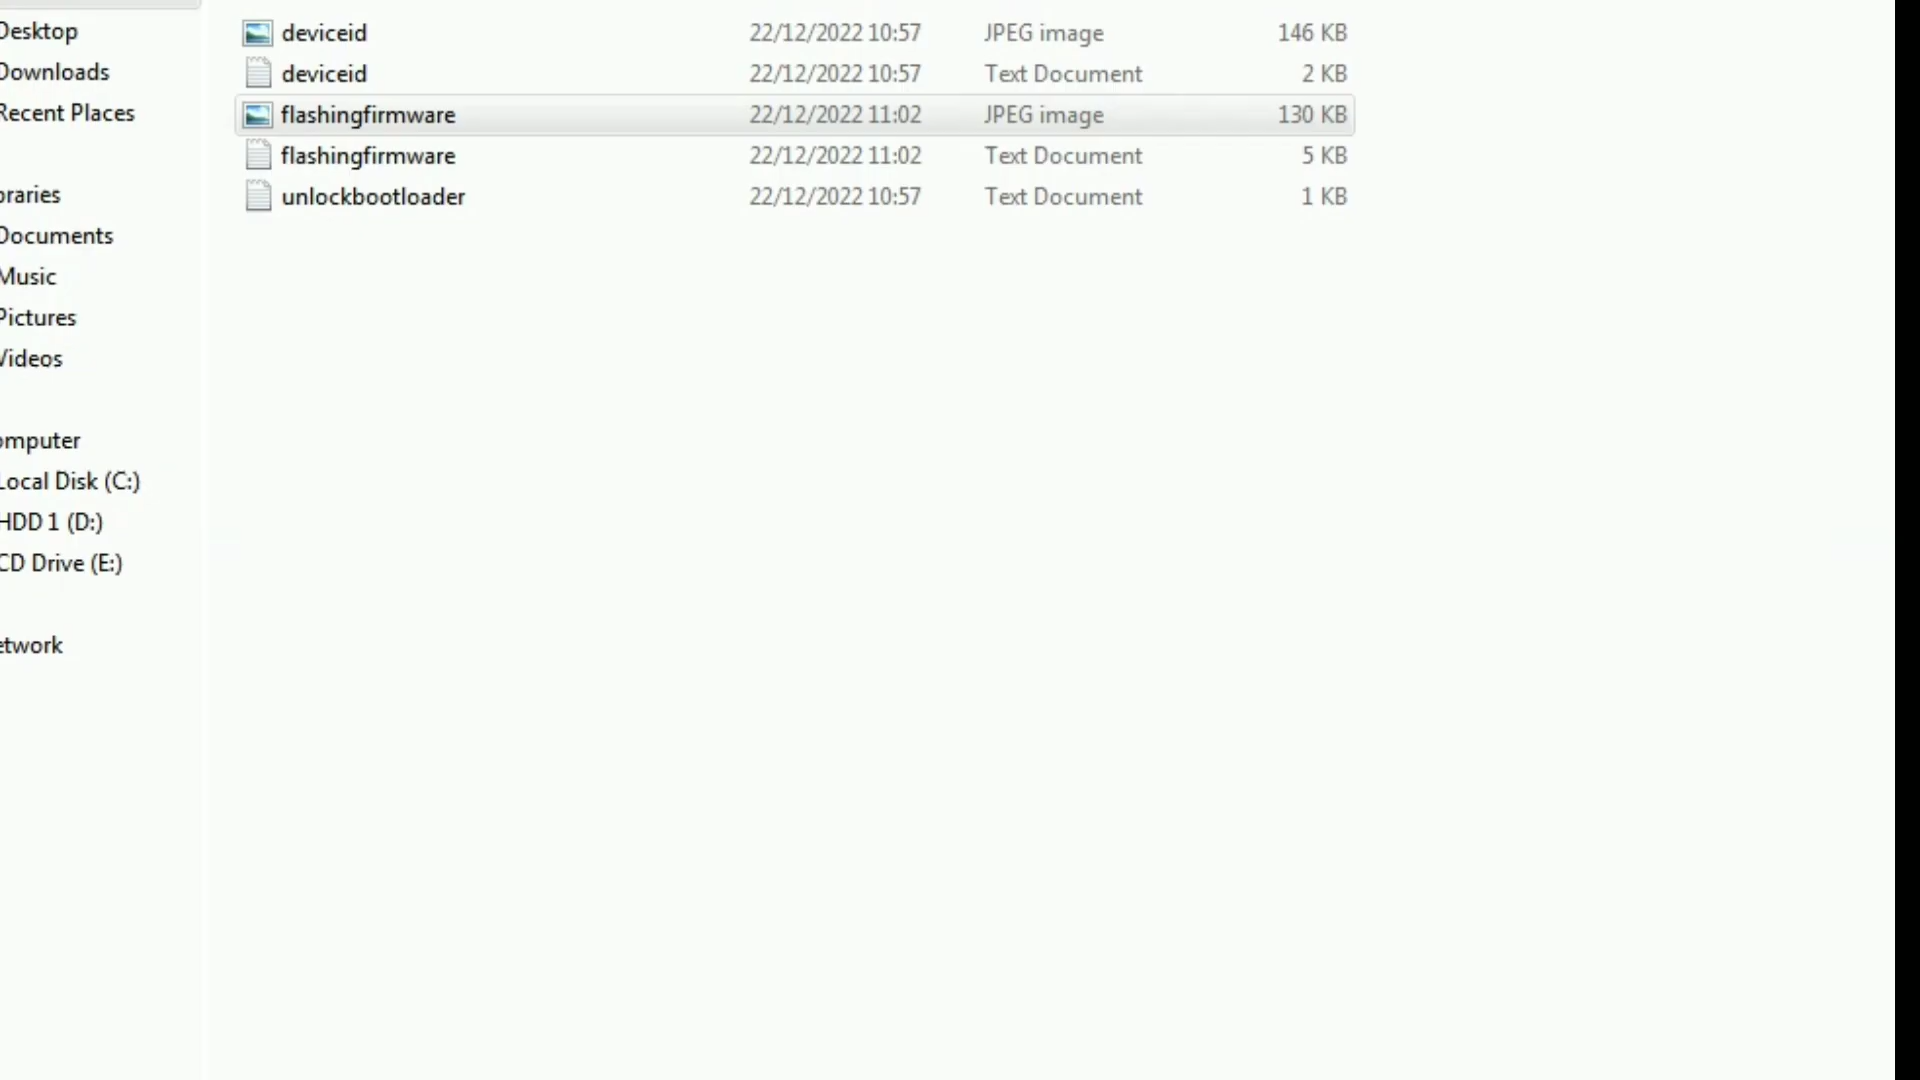 Desktop
Downloads
Recent Places
braries
Documents
Music
Pictures
Videos
omputer
Local Disk (C:)
HDD 1 (D:)
CD Drive (E:)
etwork
deviceid 22/12/2022 10:57 JPEG image 146 KB
deviceid 22/12/2022 10:57 Text Document 2 KB
flashingfirmware 22/12/2022 11:02 JPEG image 130 KB
flashingfirmware 22/12/2022 11:02 Text Document 5 KB
unlockbootloader 22/12/2022 10:57 Text Document 1 KB